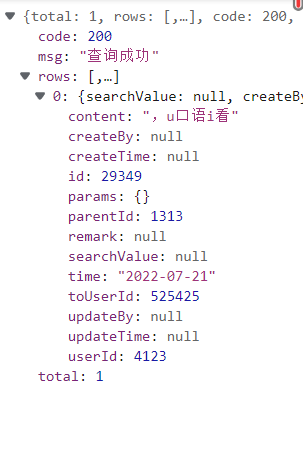 {total: 1, rows: [,…], code: 200,
code: 200
msg: "查询成功"
rows: [,…]
0: {searchValue: null, createBy
content: "，u口语i看"
createBy: null
createTime: null
id: 29349
params: {}
parentId: 1313
remark: null
searchValue: null
time: "2022-07-21"
toUserId: 525425
updateBy: null
updateTime: null
userId: 4123
total: 1